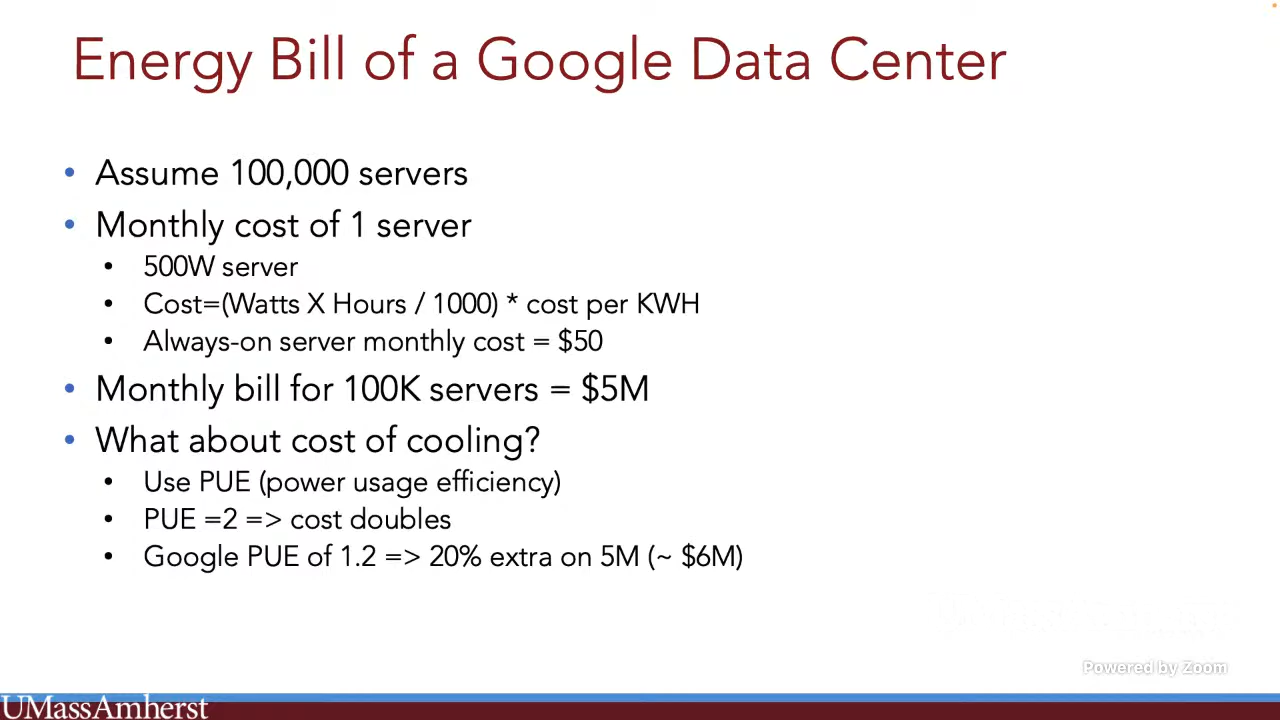 Energy Bill of a Google Data Center
• Assume 100,000 servers
• Monthly cost of 1 server
• 500W server
• Cost=(Watts X Hours / 1000) * cost per KWH
• Always-on server monthly cost = $50
• Monthly bill for 100K servers = $5M
• What about cost of cooling?
• Use PUE (power usage efficiency)
• PUE =2 => cost doubles
• Google PUE of 1.2 => 20% extra on 5M (~ $6M)
Powered by Zoom
UMassAmherst